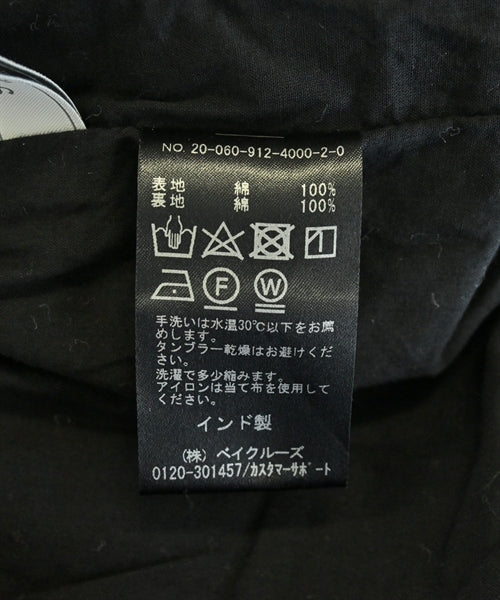 NO. 20-060-912-4000-2-0
表地 綿 100%
裏地 綿 100%
F W
手洗いは水温30℃以下をお薦
めします。
タンブラー乾燥はお避けくだ
さい。
洗濯で多少縮みます。
アイロンは当て布を使用して
ください。
インド製
(株) ベイクルーズ
0120-301457/カスタマーサポート